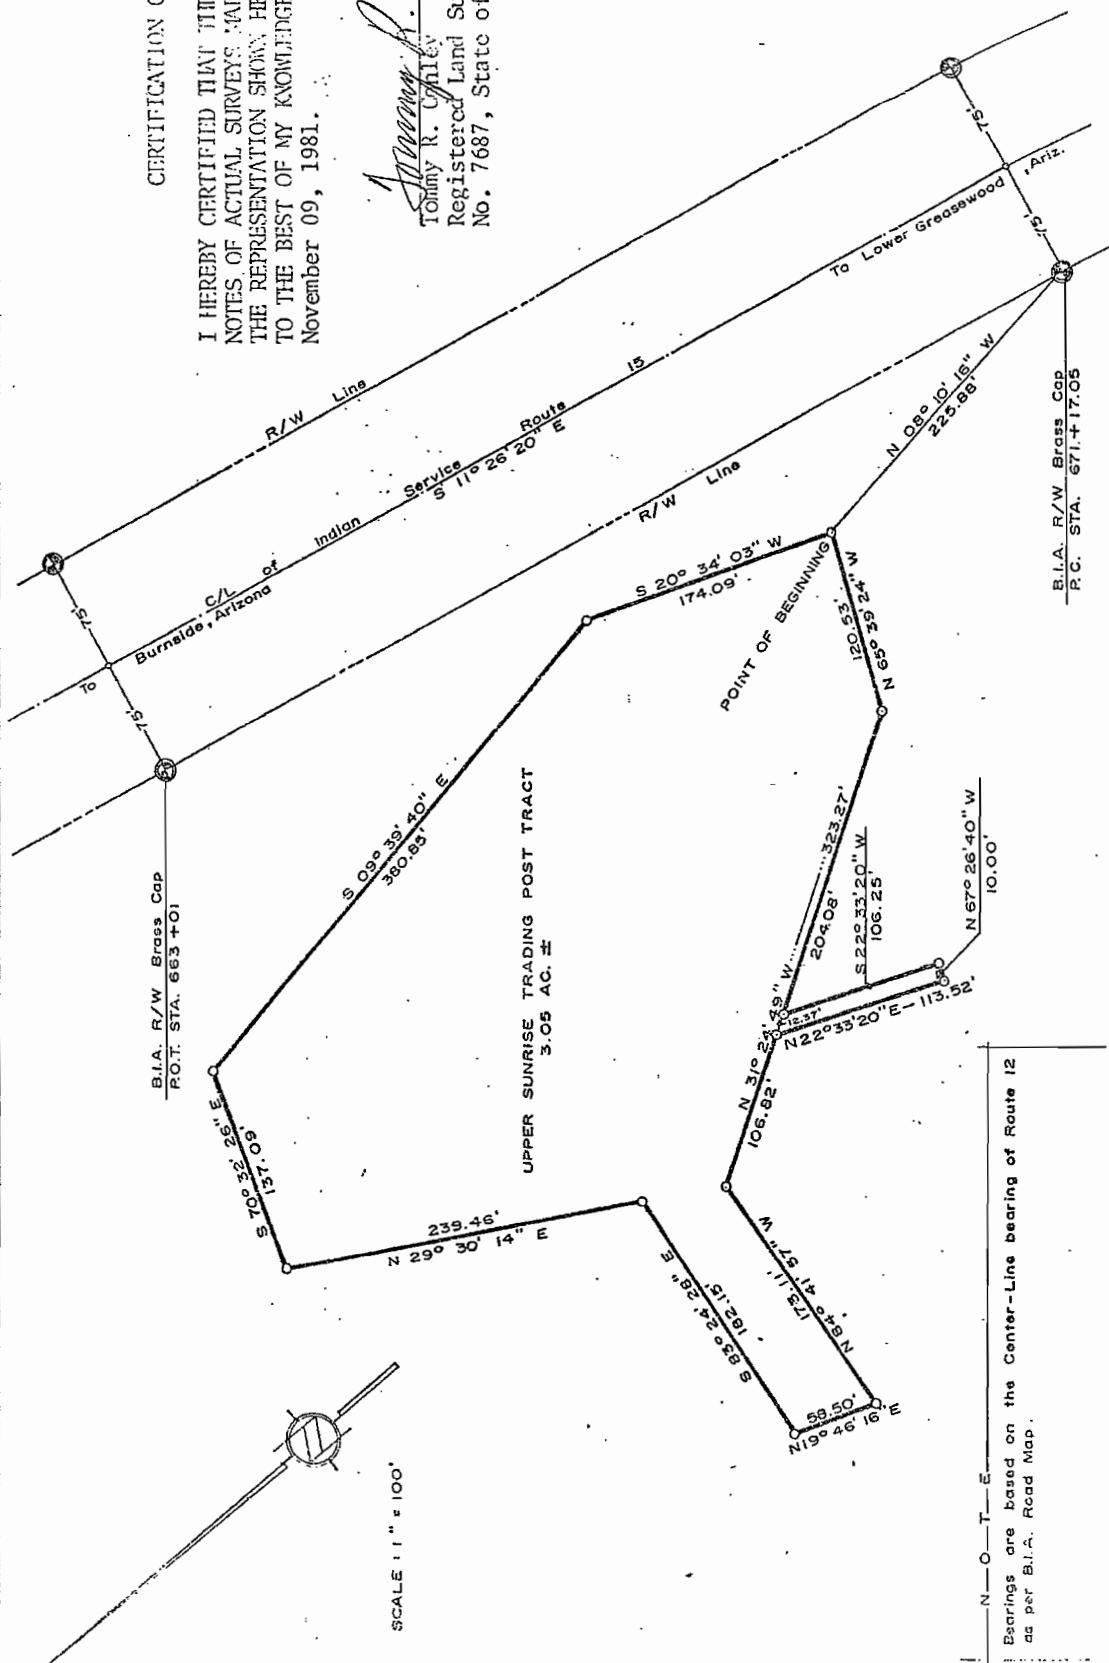 CERTIFICATION
I HEREBY CERTIFIED THAT
NOTES OF ACTUAL SURVEYS
THE REPRESENTATION SHOWN
TO THE BEST OF MY KNOWLEDGE
November 09, 1981.
Tommy R.
Registered Land
No. 7687, State of
R/W Line
To Burnside, Arizona
C/L of Indian Service Route 15
S 11° 26' 20" E
To Lower Greasewood, Ariz.
R/W Line
75'
75'
75'
75'
B.I.A. R/W Brass Cap
P.O.T. STA. 663+01
B.I.A. R/W Brass Cap
P.C. STA. 671+17.05
N 08° 10' 16" W
225.88'
POINT OF BEGINNING
S 20° 34' 03" W
174.09'
S 09° 39' 40" E
380.85'
S 70° 32' 26" E
137.09'
239.46'
N 29° 30' 14" E
S 83° 24' 28" E
182.15'
58.50'
N 19° 46' 16" E
173.11'
N 84° 41' 57" W
N 31° 24' 49" W ... 323.27'
106.82'
12.37'
204.08'
120.53'
N 65° 39' 24" W
S 22° 33' 20" W
106.25'
N 22° 33' 20" E - 113.52'
N 67° 26' 40" W
10.00'
UPPER SUNRISE TRADING POST TRACT
3.05 AC. ±
SCALE : 1" = 100'
N-O-T-E
Bearings are based on the Center-Line bearing of Route 12
as per B.I.A. Road Map.